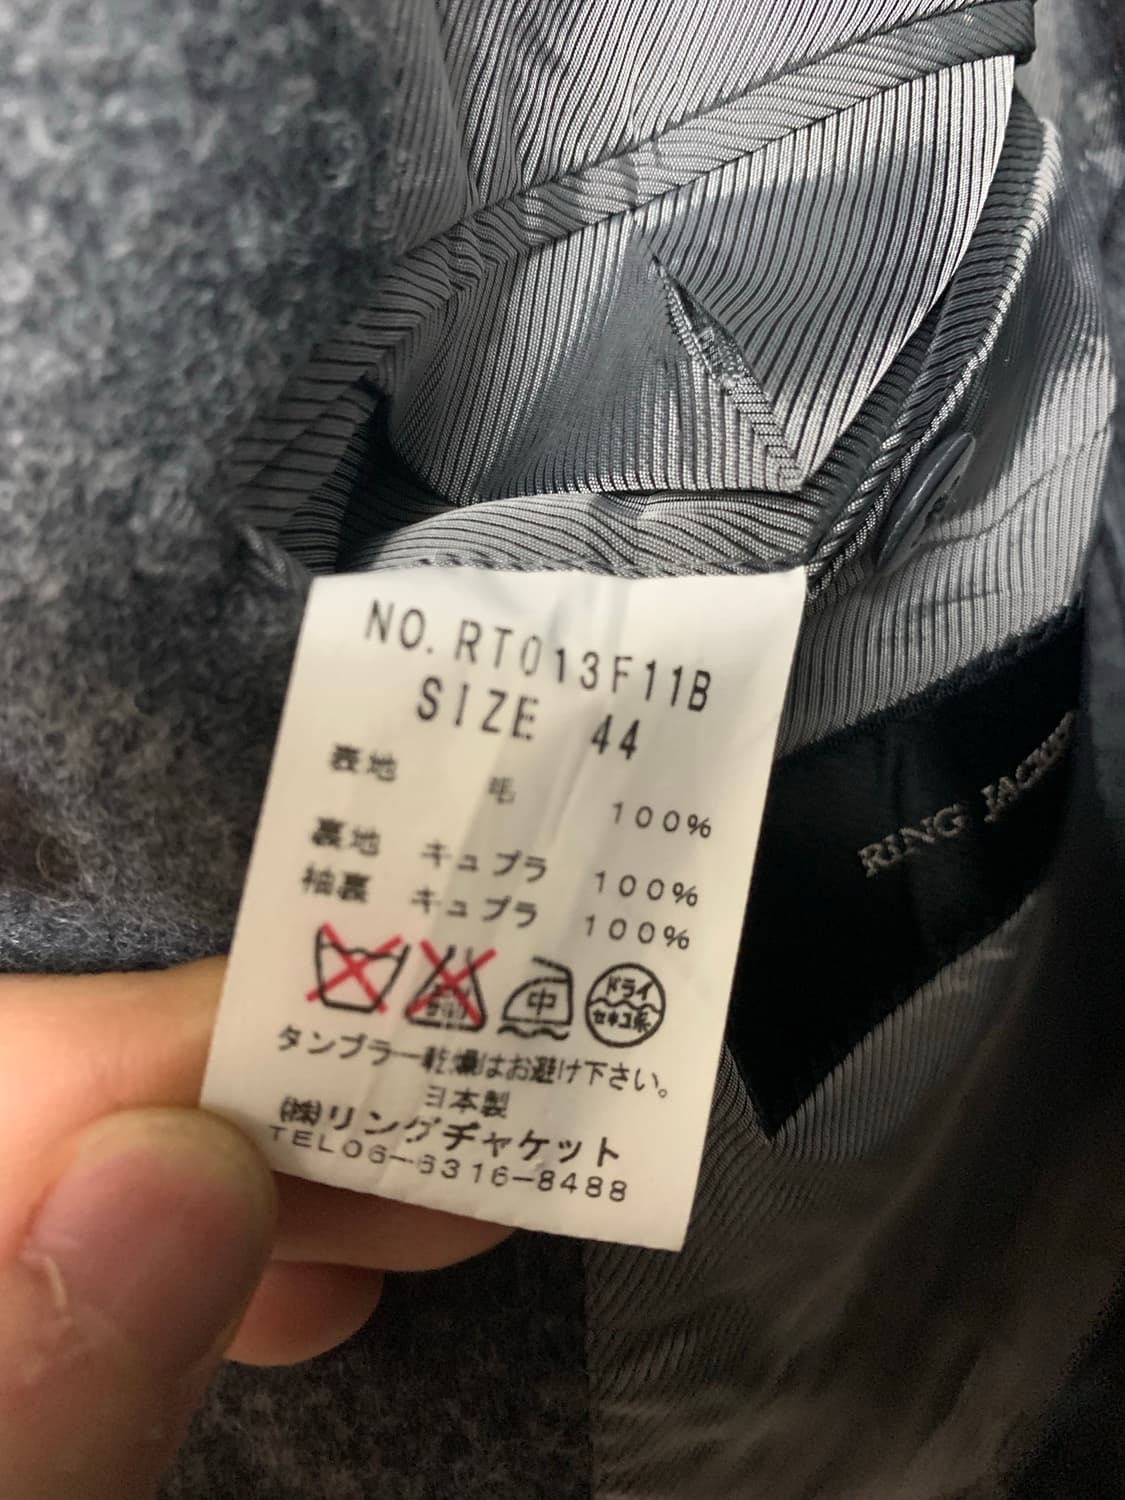 NO.RT013F11B
SIZE 44
表地 毛 100%
裏地 キュプラ 100%
袖裏 キュプラ 100%
中
ドライ
セキユ系
タンブラー乾燥はお避け下さい。
日本製
㈱リングヂャケット
TEL06-6316-8488
RING